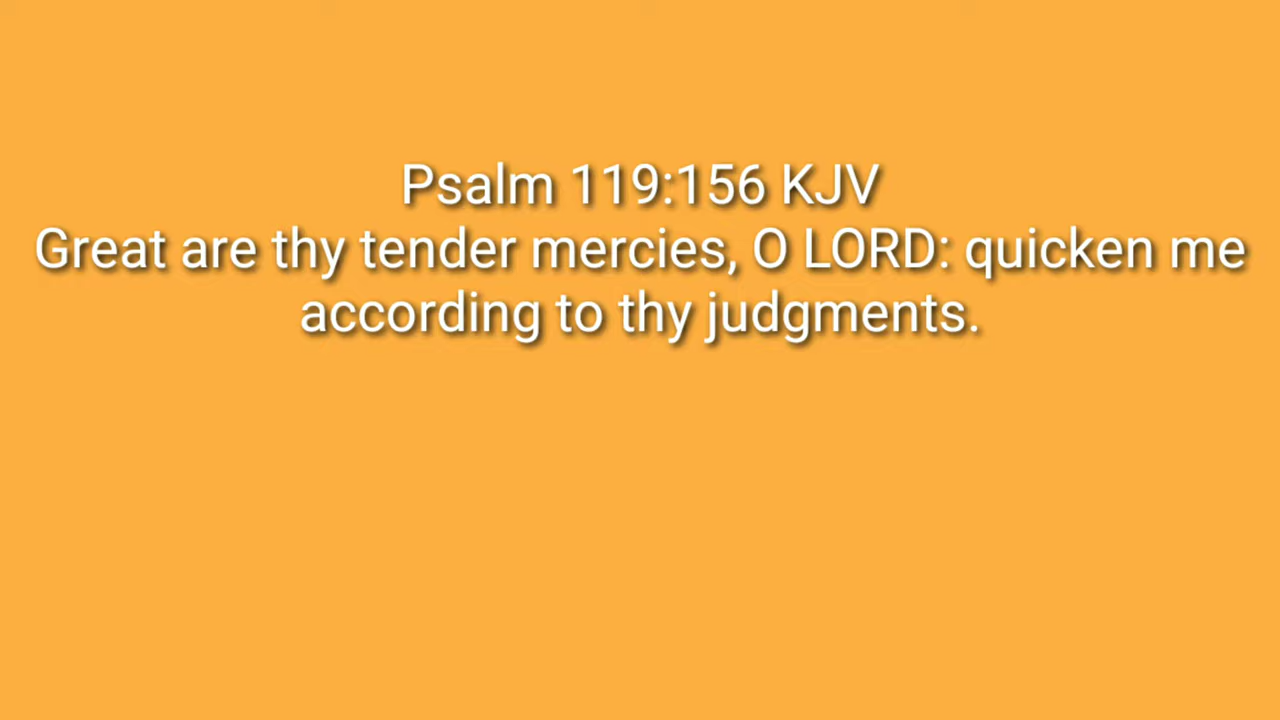 Psalm 119:156 KJV
Great are thy tender mercies, O LORD: quicken me
according to thy judgments.